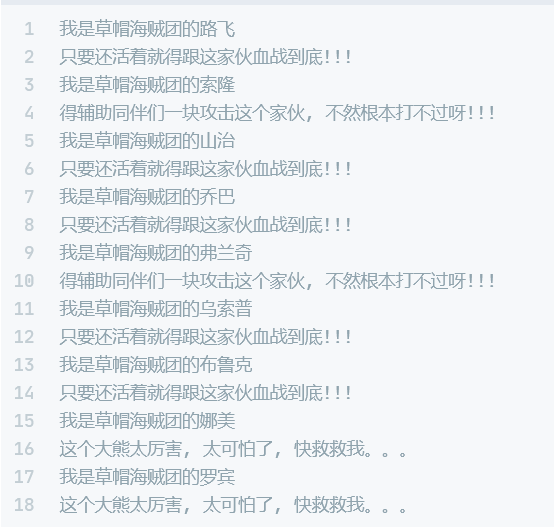 1 我是草帽海贼团的路飞
2 只要还活着就得跟这家伙血战到底!!!
3 我是草帽海贼团的索隆
4 得辅助同伴们一块攻击这个家伙, 不然根本打不过呀!!!
5 我是草帽海贼团的山治
6 只要还活着就得跟这家伙血战到底!!!
7 我是草帽海贼团的乔巴
8 只要还活着就得跟这家伙血战到底!!!
9 我是草帽海贼团的弗兰奇
10 得辅助同伴们一块攻击这个家伙, 不然根本打不过呀!!!
11 我是草帽海贼团的乌索普
12 只要还活着就得跟这家伙血战到底!!!
13 我是草帽海贼团的布鲁克
14 只要还活着就得跟这家伙血战到底!!!
15 我是草帽海贼团的娜美
16 这个大熊太厉害, 太可怕了, 快救救我。。。
17 我是草帽海贼团的罗宾
18 这个大熊太厉害, 太可怕了, 快救救我。。。